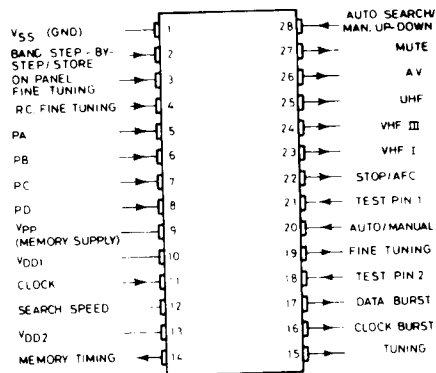 VSS (GND)
BAND STEP-BY-
STEP/STORE
ON PANEL
FINE TUNING
R.C. FINE TUNING
PA
PB
PC
PD
VPP
(MEMORY SUPPLY)
VDD1
CLOCK
SEARCH SPEED
VDD2
MEMORY TIMING
1
2
3
4
5
6
7
8
9
10
11
12
13
14
28
27
26
25
24
23
22
21
20
19
18
17
16
15
AUTO SEARCH/
MAN. UP-DOWN
MUTE
AV
UHF
VHF III
VHF I
STOP/AFC
TEST PIN 1
AUTO/MANUAL
FINE TUNING
TEST PIN 2
DATA BURST
CLOCK BURST
TUNING